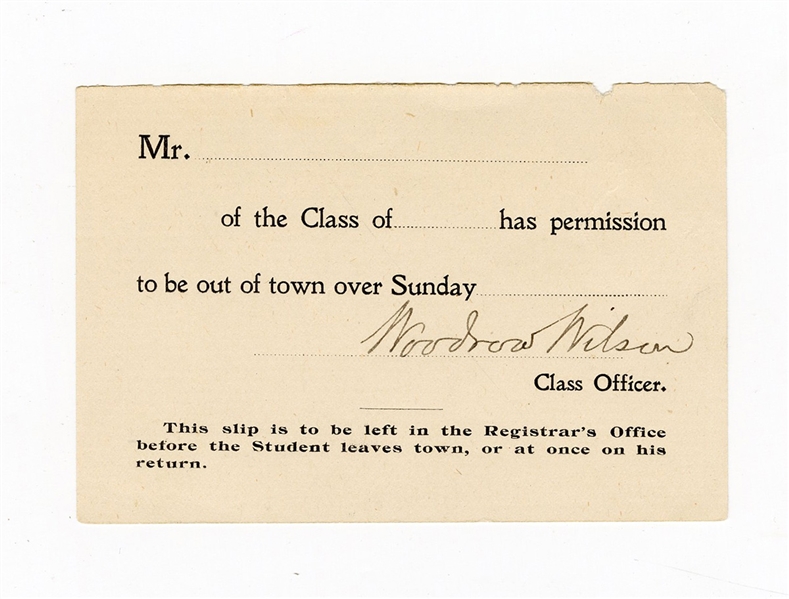 Mr.
of the Class of has permission
to be out of town over Sunday
Woodrow Wilson
Class Officer.
This slip is to be left in the Registrar's Office
before the Student leaves town, or at once on his
return.